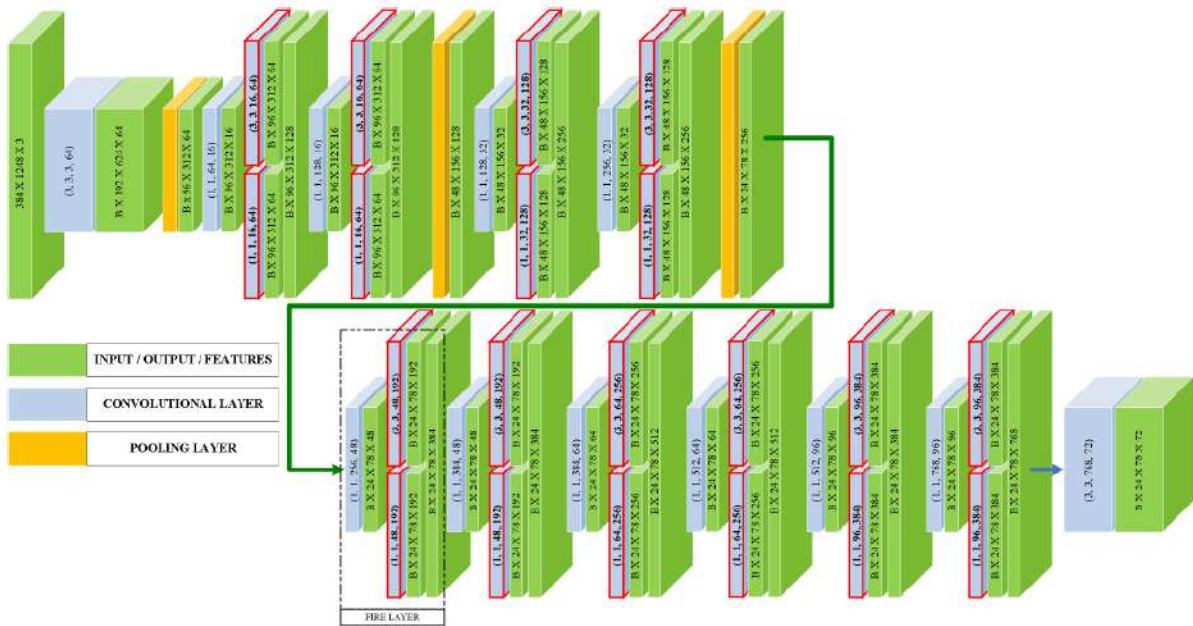 384 X 1248 X 3
(3, 3, 3, 64)
B X 192 X 624 X 64
B X 96 X 312 X 64
(1, 1, 64, 16)
B X 96 X 312 X 16
(3, 3, 16, 64)
B X 96 X 312 X 64
(1, 1, 16, 64)
B X 96 X 312 X 64
B X 96 X 312 X 128
(1, 1, 128, 16)
B X 96 X 312 X 16
(3, 3, 16, 64)
B X 96 X 312 X 64
(1, 1, 16, 64)
B X 96 X 312 X 64
B X 96 X 312 X 128
B X 48 X 156 X 128
(1, 1, 128, 32)
B X 48 X 156 X 32
(3, 3, 32, 128)
B X 48 X 156 X 128
(1, 1, 32, 128)
B X 48 X 156 X 128
B X 48 X 156 X 256
(1, 1, 256, 32)
B X 48 X 156 X 32
(3, 3, 32, 128)
B X 48 X 156 X 128
(1, 1, 32, 128)
B X 48 X 156 X 128
B X 48 X 156 X 256
B X 24 X 78 X 256
INPUT / OUTPUT / FEATURES
CONVOLUTIONAL LAYER
POOLING LAYER
(1, 1, 256, 48)
B X 24 X 78 X 48
(3, 3, 48, 192)
B X 24 X 78 X 192
(1, 1, 48, 192)
B X 24 X 78 X 192
B X 24 X 78 X 384
FIRE LAYER
(1, 1, 384, 48)
B X 24 X 78 X 48
(3, 3, 48, 192)
B X 24 X 78 X 192
(1, 1, 48, 192)
B X 24 X 78 X 192
B X 24 X 78 X 384
(1, 1, 384, 64)
B X 24 X 78 X 64
(3, 3, 64, 256)
B X 24 X 78 X 256
(1, 1, 64, 256)
B X 24 X 78 X 256
B X 24 X 78 X 512
(1, 1, 512, 64)
B X 24 X 78 X 64
(3, 3, 64, 256)
B X 24 X 78 X 256
(1, 1, 64, 256)
B X 24 X 78 X 256
B X 24 X 78 X 512
(1, 1, 512, 96)
B X 24 X 78 X 96
(3, 3, 96, 384)
B X 24 X 78 X 384
(1, 1, 96, 384)
B X 24 X 78 X 384
B X 24 X 78 X 384
(1, 1, 768, 96)
B X 24 X 78 X 96
(3, 3, 96, 384)
B X 24 X 78 X 384
(1, 1, 96, 384)
B X 24 X 78 X 384
B X 24 X 78 X 768
(3, 3, 768, 72)
B X 24 X 78 X 72